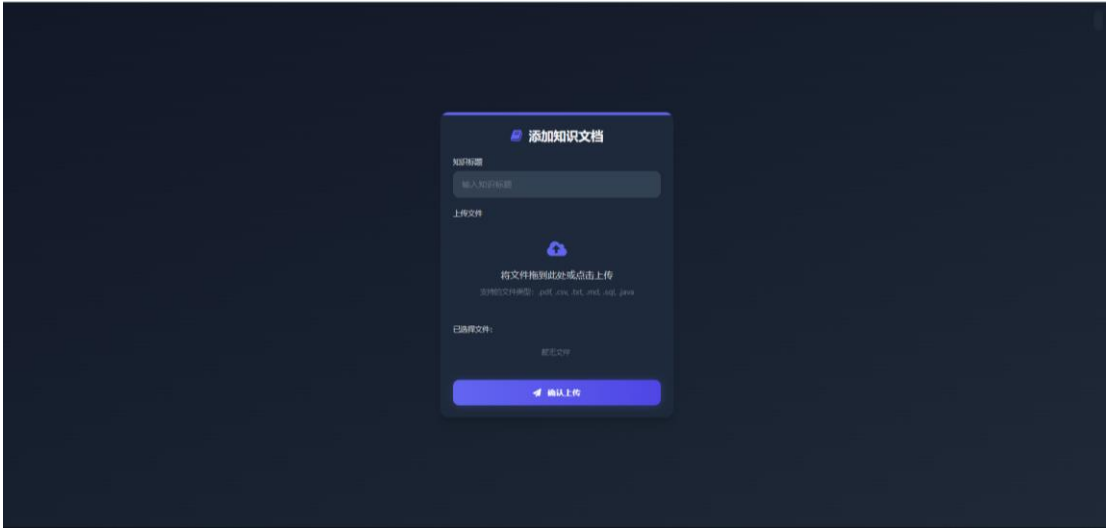 添加知识文档
知识标题
输入知识标题
上传文件
将文件拖到此处或点击上传
支持的文件类型: .pdf, .csv, .txt, .md, .sql, .java
已选择文件:
暂无文件
确认上传